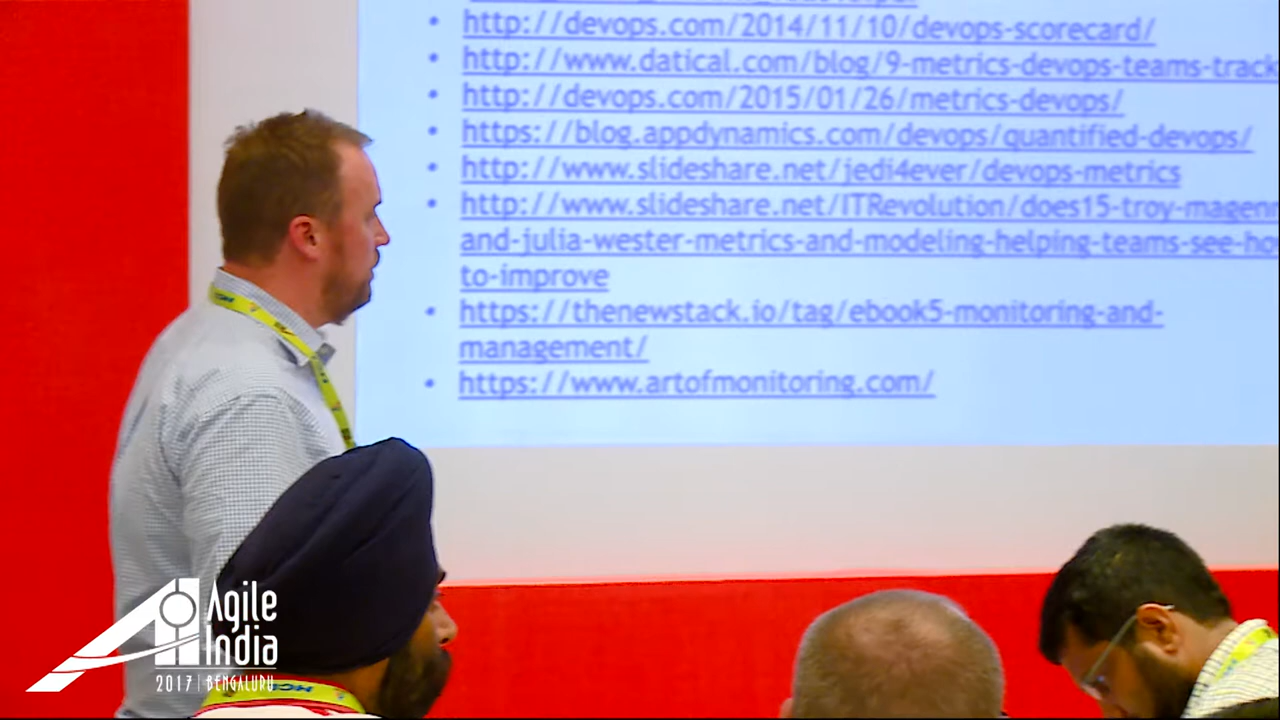 http://devops.com/2014/11/10/devops-scorecard/
http://www.datical.com/blog/9-metrics-devops-teams-track
http://devops.com/2015/01/26/metrics-devops/
https://blog.appdynamics.com/devops/quantified-devops/
http://www.slideshare.net/jedi4ever/devops-metrics
http://www.slideshare.net/ITRevolution/does15-troy-magenn
and-julia-wester-metrics-and-modeling-helping-teams-see-ho
to-improve
https://thenewstack.io/tag/ebook5-monitoring-and-
management/
https://www.artofmonitoring.com/
Agile
India
2017 | BENGALURU